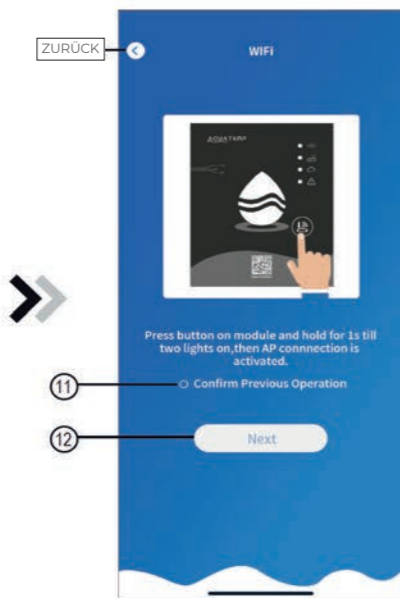 ZURÜCK
WIFi
Press button on module and hold for 1s till
two lights on,then AP connnection is
activated.
11
Confirm Previous Operation
12
Next